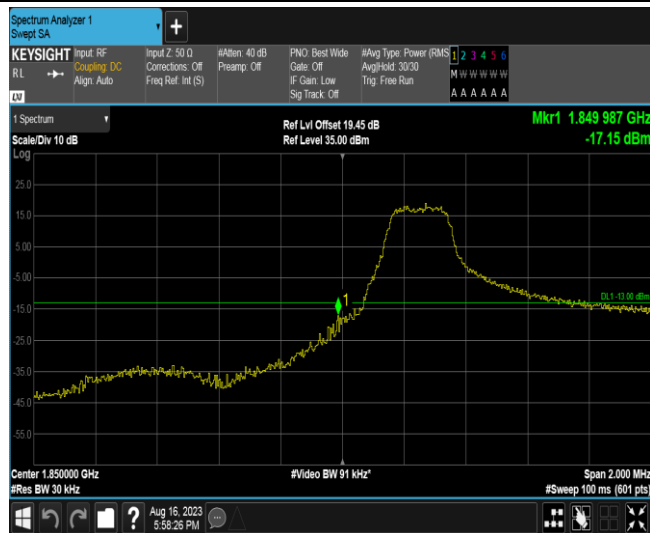 Spectrum Analyzer 1
Swept SA
+
KEYSIGHT
RL
LXI
Input: RF
Coupling: DC
Align: Auto
Input Z: 50 Ω
Corrections: Off
Freq Ref: Int (S)
#Atten: 40 dB
Preamp: Off
PNO: Best Wide
Gate: Off
IF Gain: Low
Sig Track: Off
#Avg Type: Power (RMS
Avg|Hold: 30/30
Trig: Free Run
1 2 3 4 5 6
M W W W W W
A A A A A A
1 Spectrum
Scale/Div 10 dB
Log
Ref Lvl Offset 19.45 dB
Ref Level 35.00 dBm
Mkr1 1.849 987 GHz
-17.15 dBm
25.0
15.0
5.00
-5.00
-15.0
-25.0
-35.0
-45.0
-55.0
1
DL1 -13.00 dBm
Center 1.850000 GHz
#Res BW 30 kHz
#Video BW 91 kHz*
Span 2.000 MHz
#Sweep 100 ms (601 pts)
?
Aug 16, 2023
5:58:26 PM